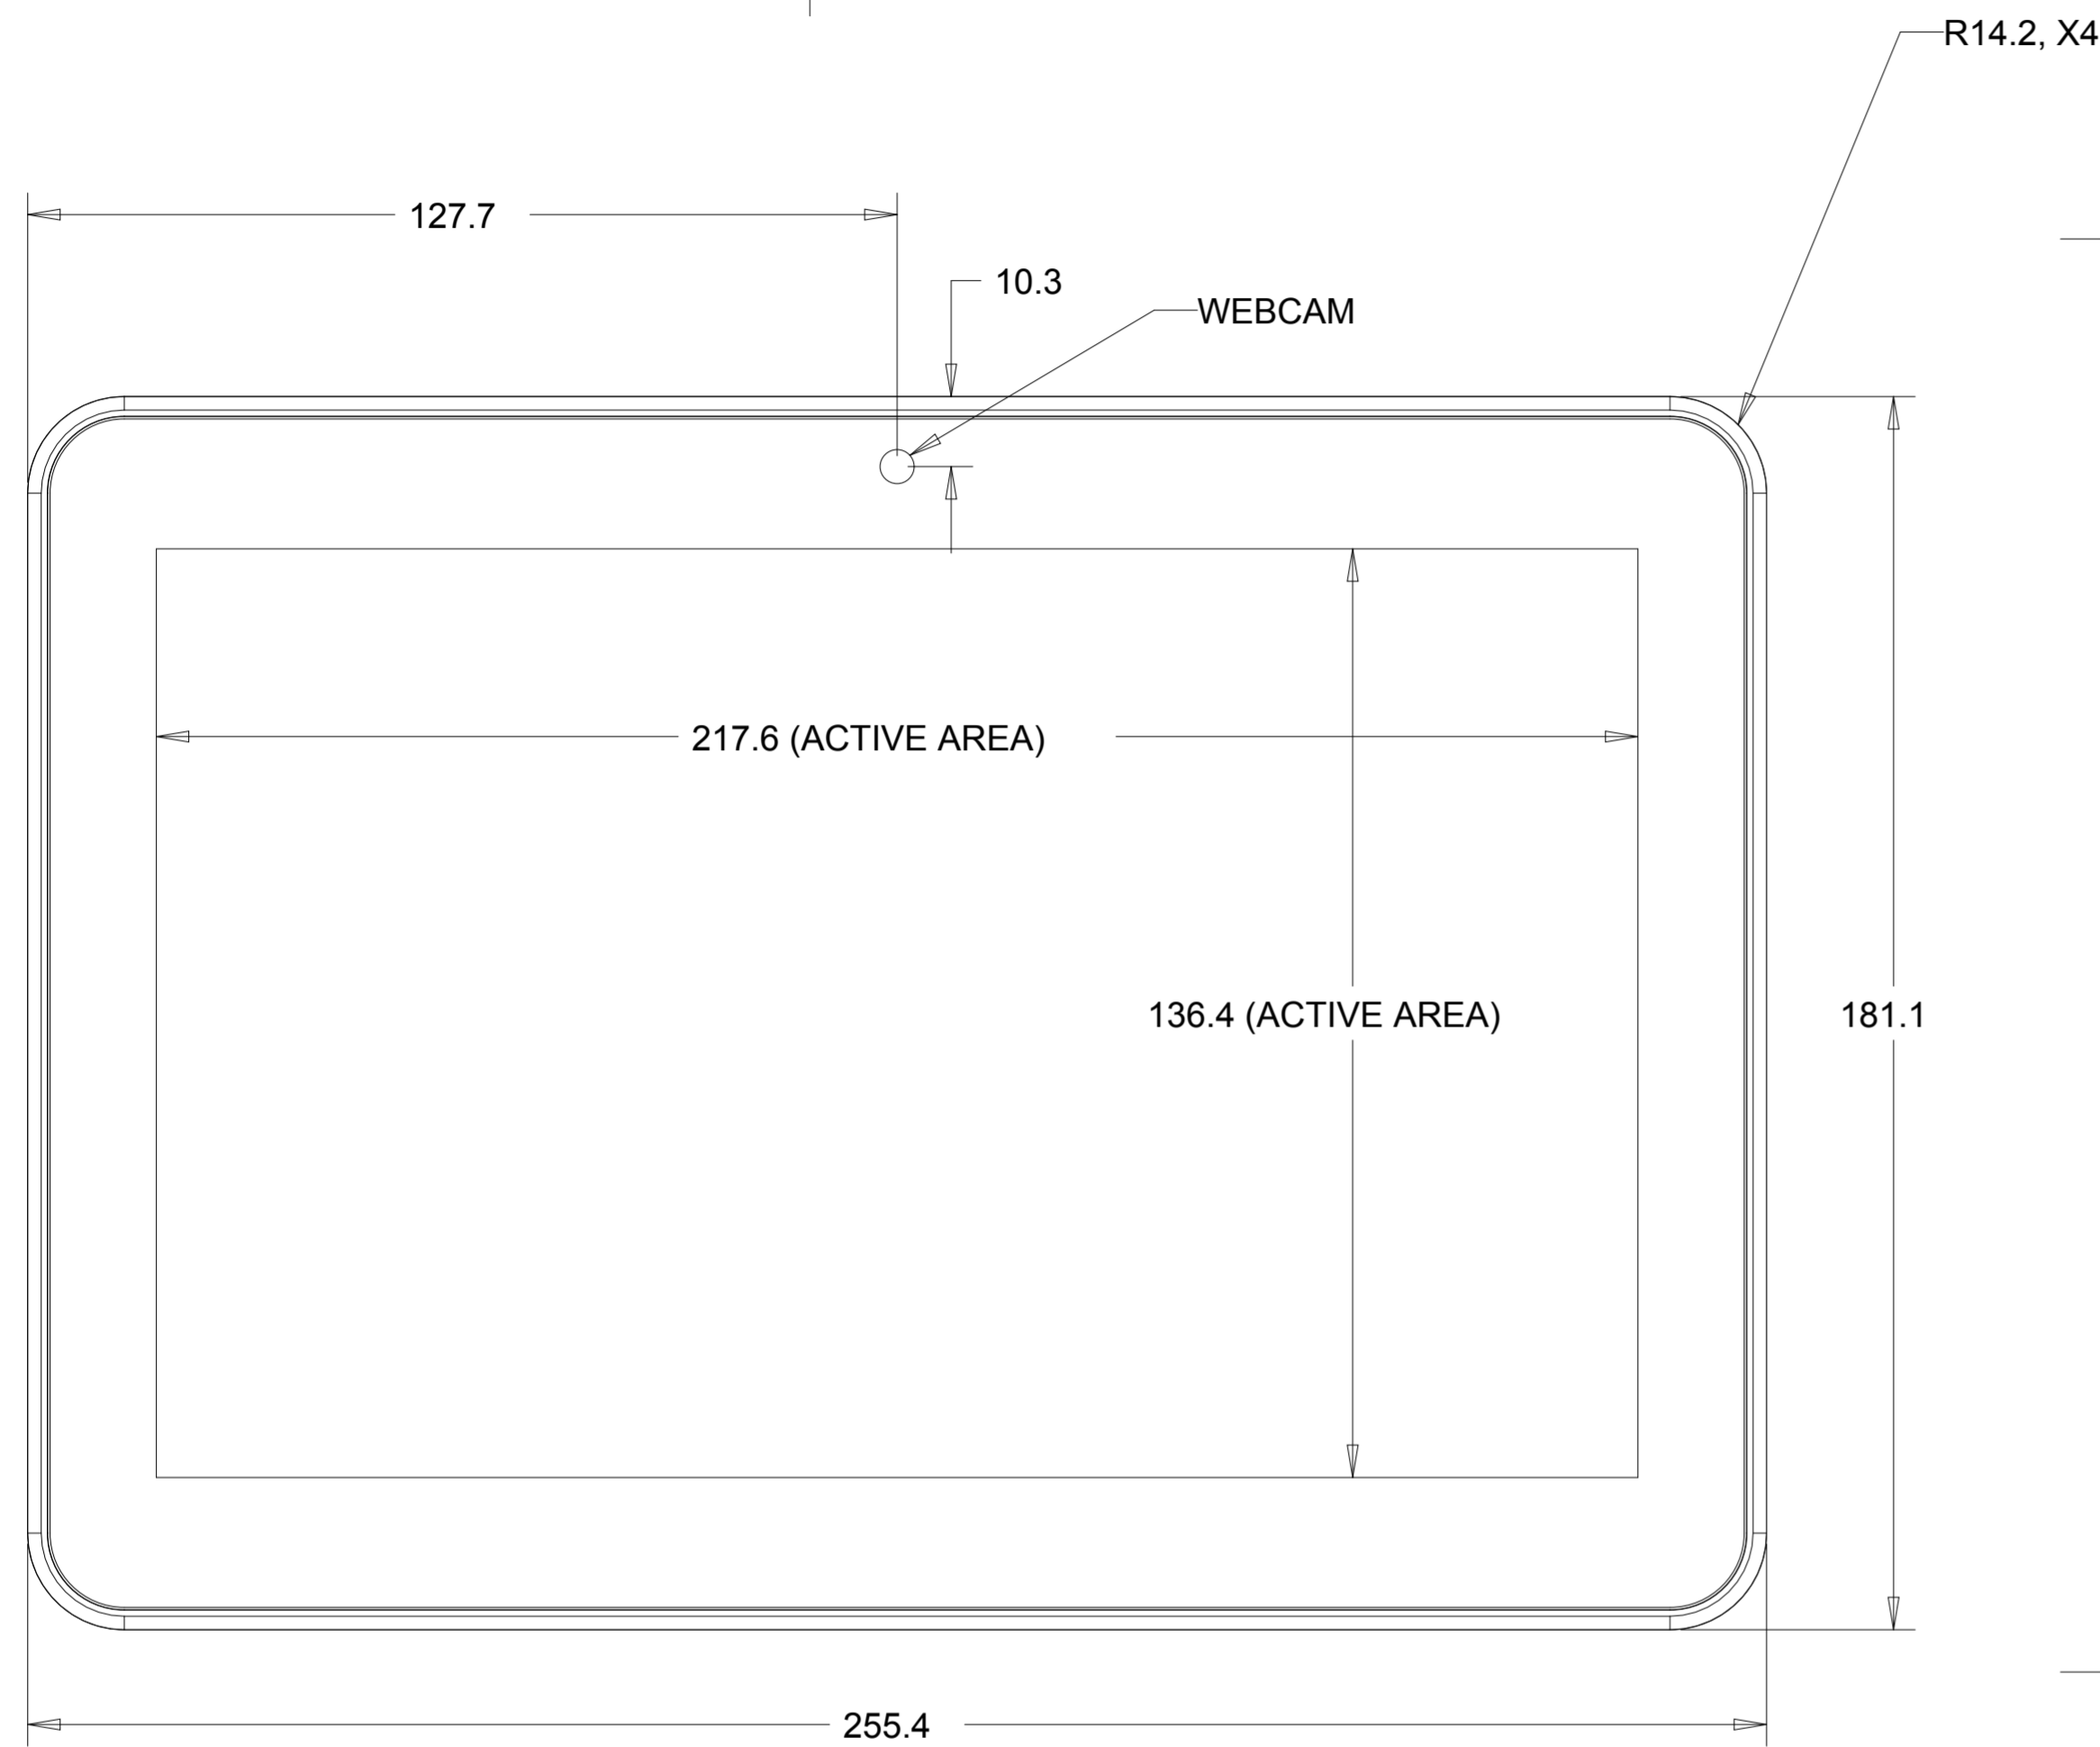 R14.2, X4
127.7
10.3
WEBCAM
217.6 (ACTIVE AREA)
136.4 (ACTIVE AREA)
181.1
255.4